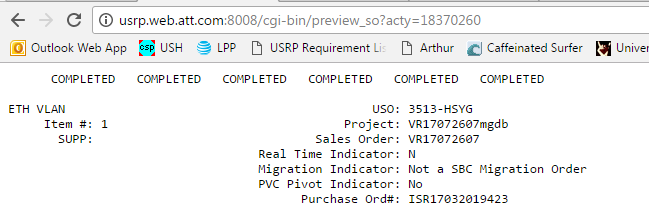 usrp.web.att.com:8008/cgi-bin/preview_so?acty=18370260
Outlook Web App csp USH LPP USRP Requirement Lis Arthur Caffeinated Surfer Univer
COMPLETED COMPLETED COMPLETED COMPLETED COMPLETED COMPLETED
ETH VLAN USO: 3513-HSYG
Item #: 1 Project: VR17072607mgdb
SUPP: Sales Order: VR17072607
Real Time Indicator: N
Migration Indicator: Not a SBC Migration Order
PVC Pivot Indicator: No
Purchase Ord#: ISR17032019423